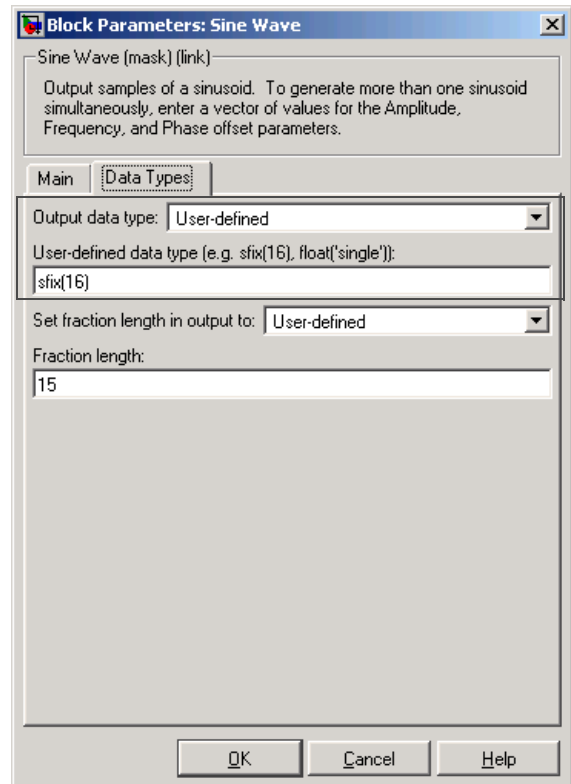 Block Parameters: Sine Wave
Sine Wave (mask) (link)
Output samples of a sinusoid. To generate more than one sinusoid
simultaneously, enter a vector of values for the Amplitude,
Frequency, and Phase offset parameters.
Main Data Types
Output data type: User-defined
User-defined data type (e.g. sfix(16), float('single')):
sfix(16)
Set fraction length in output to: User-defined
Fraction length:
15
OK Cancel Help